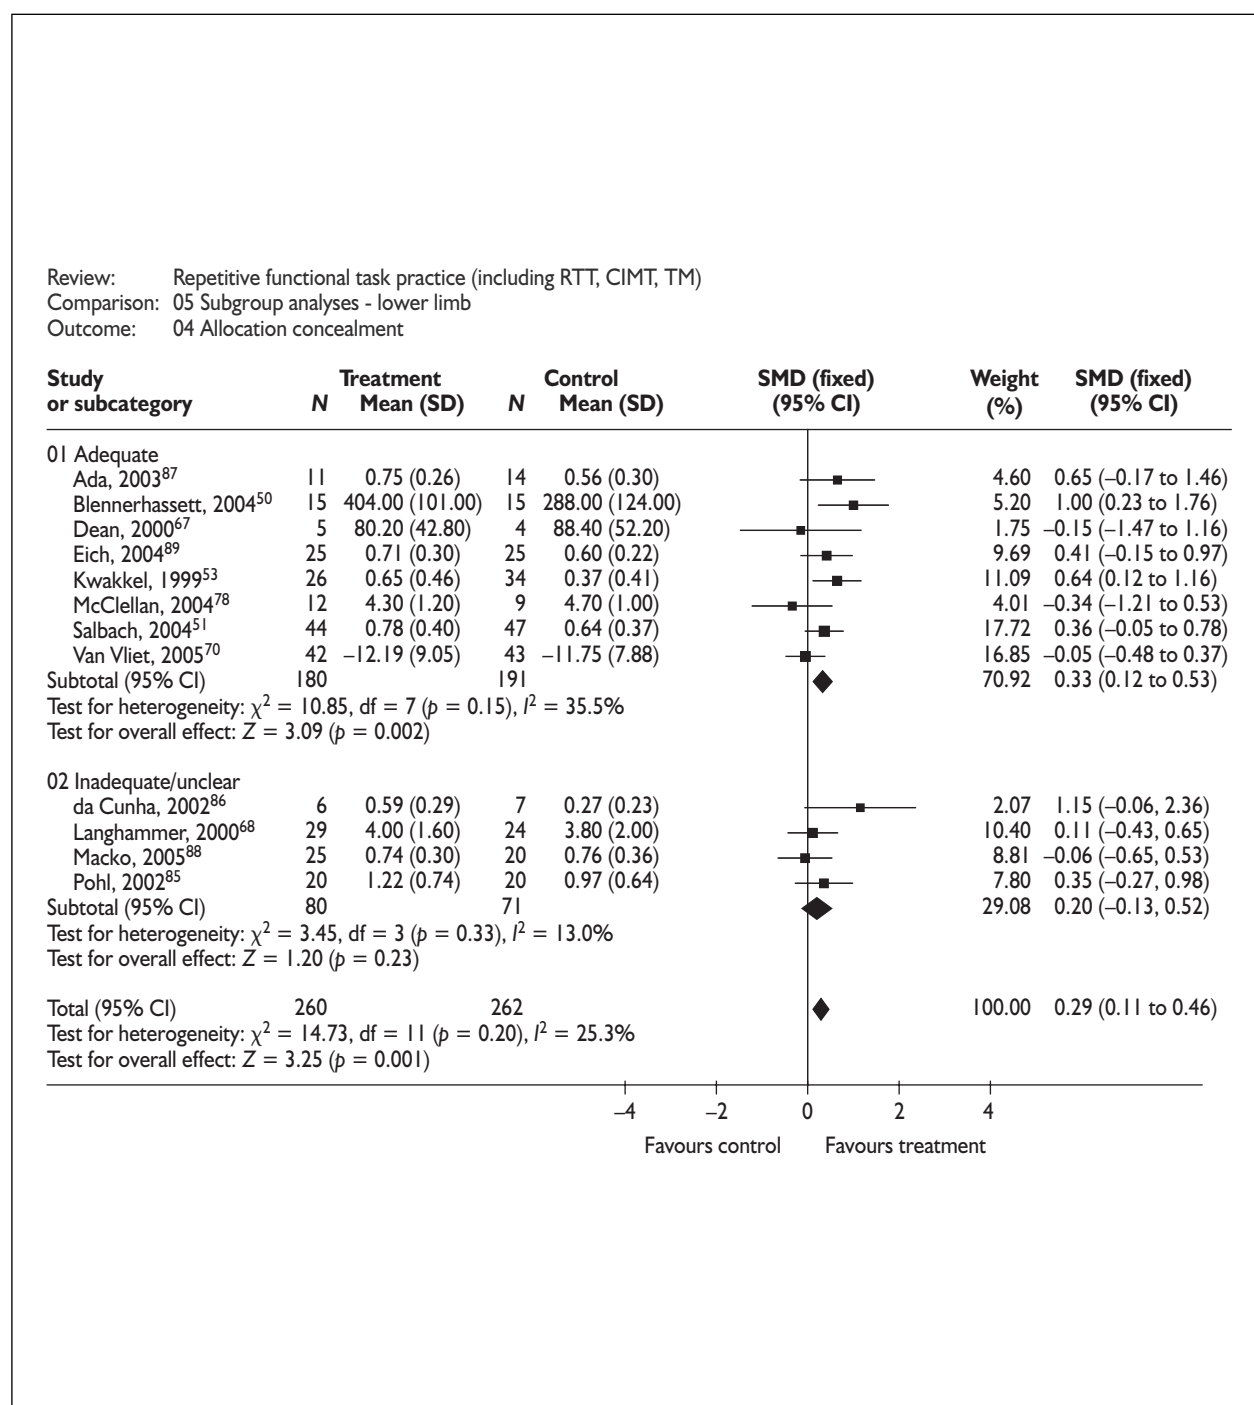 Review: Repetitive functional task practice (including RTT, CIMT, TM)
Comparison: 05 Subgroup analyses - lower limb
Outcome: 04 Allocation concealment
Study Treatment Control SMD (fixed) Weight SMD (fixed)
or subcategory N Mean (SD) N Mean (SD) (95% CI) (%) (95% CI)
01 Adequate
Ada, 2003⁸⁷ 11 0.75 (0.26) 14 0.56 (0.30) 4.60 0.65 (–0.17 to 1.46)
Blennerhassett, 2004⁵⁰ 15 404.00 (101.00) 15 288.00 (124.00) 5.20 1.00 (0.23 to 1.76)
Dean, 2000⁶⁷ 5 80.20 (42.80) 4 88.40 (52.20) 1.75 –0.15 (–1.47 to 1.16)
Eich, 2004⁸⁹ 25 0.71 (0.30) 25 0.60 (0.22) 9.69 0.41 (–0.15 to 0.97)
Kwakkel, 1999⁵³ 26 0.65 (0.46) 34 0.37 (0.41) 11.09 0.64 (0.12 to 1.16)
McClellan, 2004⁷⁸ 12 4.30 (1.20) 9 4.70 (1.00) 4.01 –0.34 (–1.21 to 0.53)
Salbach, 2004⁵¹ 44 0.78 (0.40) 47 0.64 (0.37) 17.72 0.36 (–0.05 to 0.78)
Van Vliet, 2005⁷⁰ 42 –12.19 (9.05) 43 –11.75 (7.88) 16.85 –0.05 (–0.48 to 0.37)
Subtotal (95% CI) 180 191 70.92 0.33 (0.12 to 0.53)
Test for heterogeneity: χ² = 10.85, df = 7 (p = 0.15), I² = 35.5%
Test for overall effect: Z = 3.09 (p = 0.002)
02 Inadequate/unclear
da Cunha, 2002⁸⁶ 6 0.59 (0.29) 7 0.27 (0.23) 2.07 1.15 (–0.06, 2.36)
Langhammer, 2000⁶⁸ 29 4.00 (1.60) 24 3.80 (2.00) 10.40 0.11 (–0.43, 0.65)
Macko, 2005⁸⁸ 25 0.74 (0.30) 20 0.76 (0.36) 8.81 –0.06 (–0.65, 0.53)
Pohl, 2002⁸⁵ 20 1.22 (0.74) 20 0.97 (0.64) 7.80 0.35 (–0.27, 0.98)
Subtotal (95% CI) 80 71 29.08 0.20 (–0.13, 0.52)
Test for heterogeneity: χ² = 3.45, df = 3 (p = 0.33), I² = 13.0%
Test for overall effect: Z = 1.20 (p = 0.23)
Total (95% CI) 260 262 100.00 0.29 (0.11 to 0.46)
Test for heterogeneity: χ² = 14.73, df = 11 (p = 0.20), I² = 25.3%
Test for overall effect: Z = 3.25 (p = 0.001)
–4 –2 0 2 4
Favours control Favours treatment